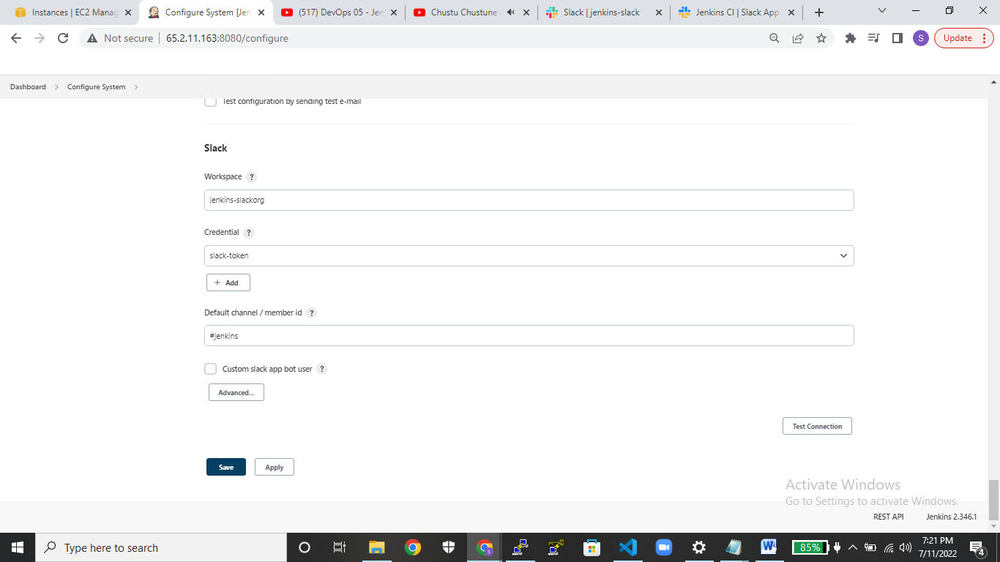 Instances | EC2 Manag
Configure System [Jen
(517) DevOps 05 - Jen
Chustu Chustune
Slack | jenkins-slack
Jenkins CI | Slack App
Not secure
65.2.11.163:8080/configure
S
Update
Dashboard
Configure System
Test configuration by sending test e-mail
Slack
Workspace ?
jenkins-slackorg
Credential ?
slack-token
+ Add
Default channel / member id ?
#jenkins
Custom slack app bot user ?
Advanced...
Test Connection
Save
Apply
Activate Windows
Go to Settings to activate Windows.
REST API
Jenkins 2.346.1
Type here to search
85%
7:21 PM
7/11/2022
4